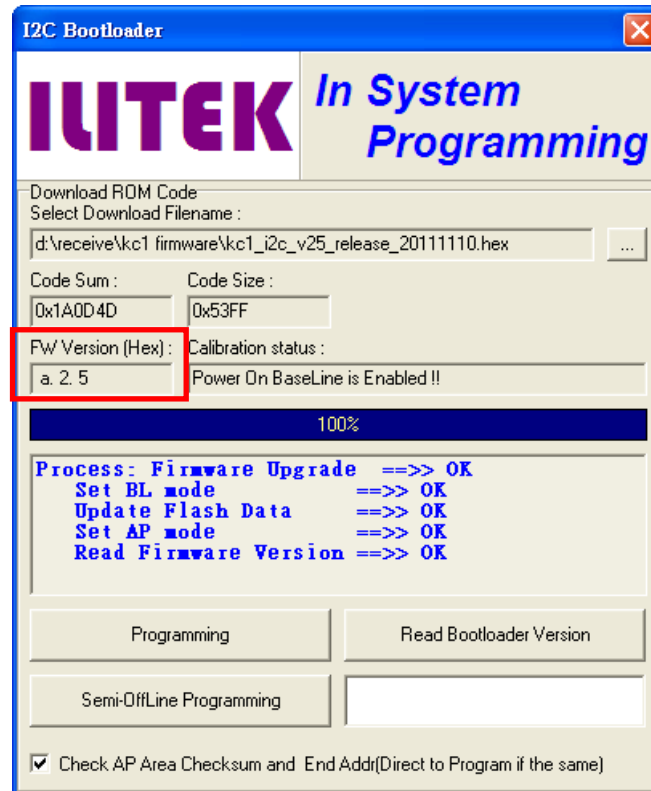 I2C Bootloader
ILITEK
In System
Programming
Download ROM Code
Select Download Filename :
d:\receive\kc1 firmware\kc1_i2c_v25_release_20111110.hex
...
Code Sum : Code Size :
0x1A0D4D 0x53FF
FW Version (Hex) : Calibration status :
a. 2. 5 Power On BaseLine is Enabled !!
100%
Process: Firmware Upgrade ==>> OK
Set BL mode ==>> OK
Update Flash Data ==>> OK
Set AP mode ==>> OK
Read Firmware Version ==>> OK
Programming Read Bootloader Version
Semi-OffLine Programming
Check AP Area Checksum and End Addr(Direct to Program if the same)